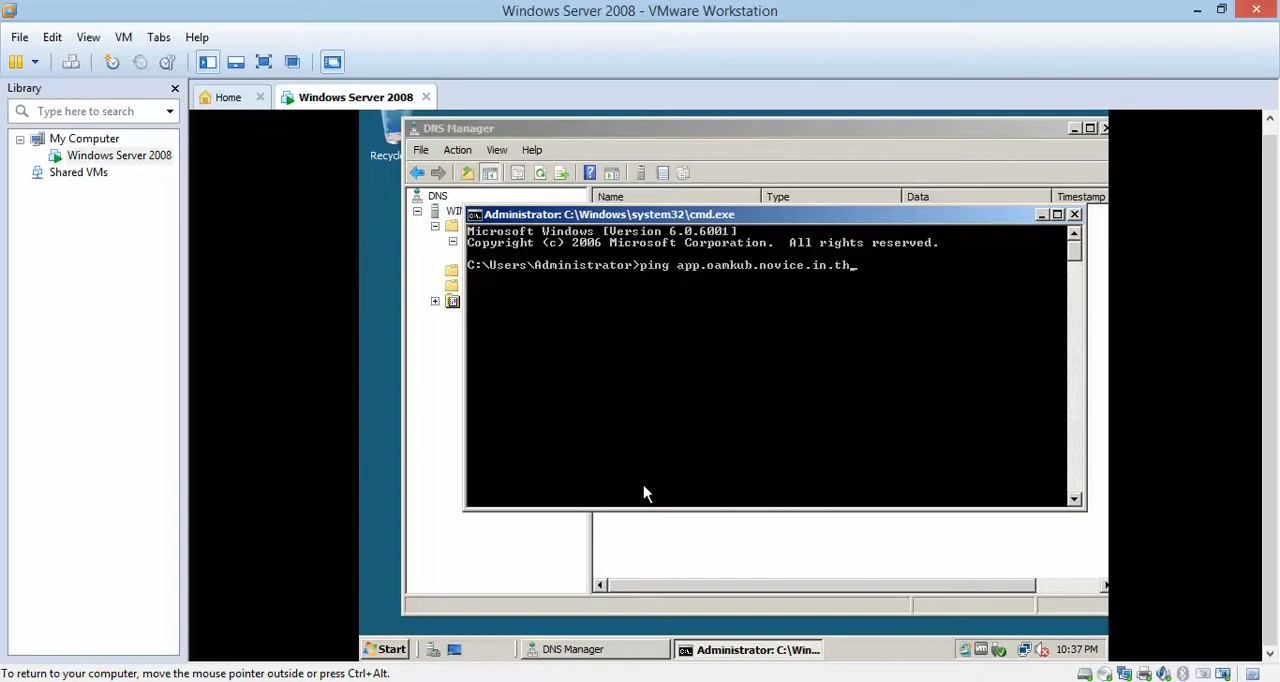 Windows Server 2008 - VMware Workstation
File Edit View VM Tabs Help
Library
Home
Windows Server 2008
Type here to search
My Computer
Windows Server 2008
Shared VMs
DNS Manager
File Action View Help
DNS
Name Type Data Timestamp
Administrator: C:\Windows\system32\cmd.exe
Microsoft Windows [Version 6.0.6001]
Copyright (c) 2006 Microsoft Corporation. All rights reserved.
C:\Users\Administrator>ping app.oamkub.novice.in.th_
Start
DNS Manager
Administrator: C:\Win...
10:37 PM
To return to your computer, move the mouse pointer outside or press Ctrl+Alt.